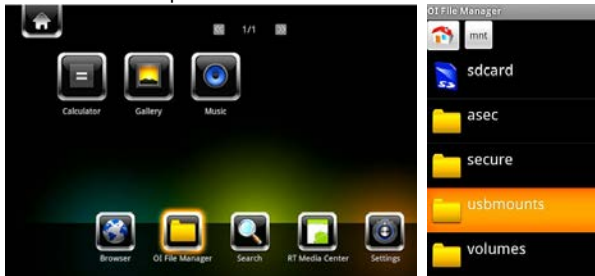 1/1
Calculator Gallery Music
Browser OI File Manager Search RT Media Center Settings
OI File Manager
mnt
sdcard
asec
secure
usbmounts
volumes